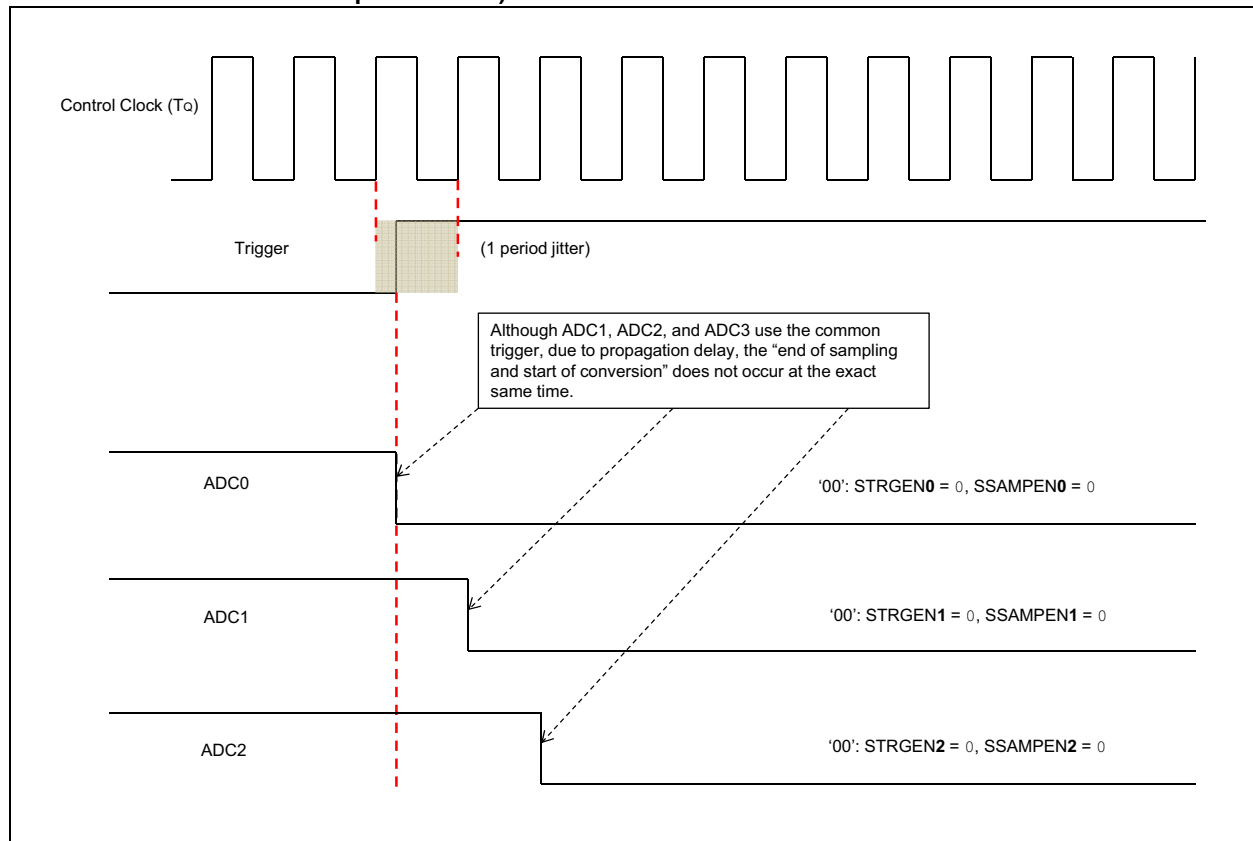 Control Clock (TQ)
Trigger
(1 period jitter)
Although ADC1, ADC2, and ADC3 use the common
trigger, due to propagation delay, the “end of sampling
and start of conversion” does not occur at the exact
same time.
ADC0
‘00’: STRGEN0 = 0, SSAMPEN0 = 0
ADC1
‘00’: STRGEN1 = 0, SSAMPEN1 = 0
ADC2
‘00’: STRGEN2 = 0, SSAMPEN2 = 0